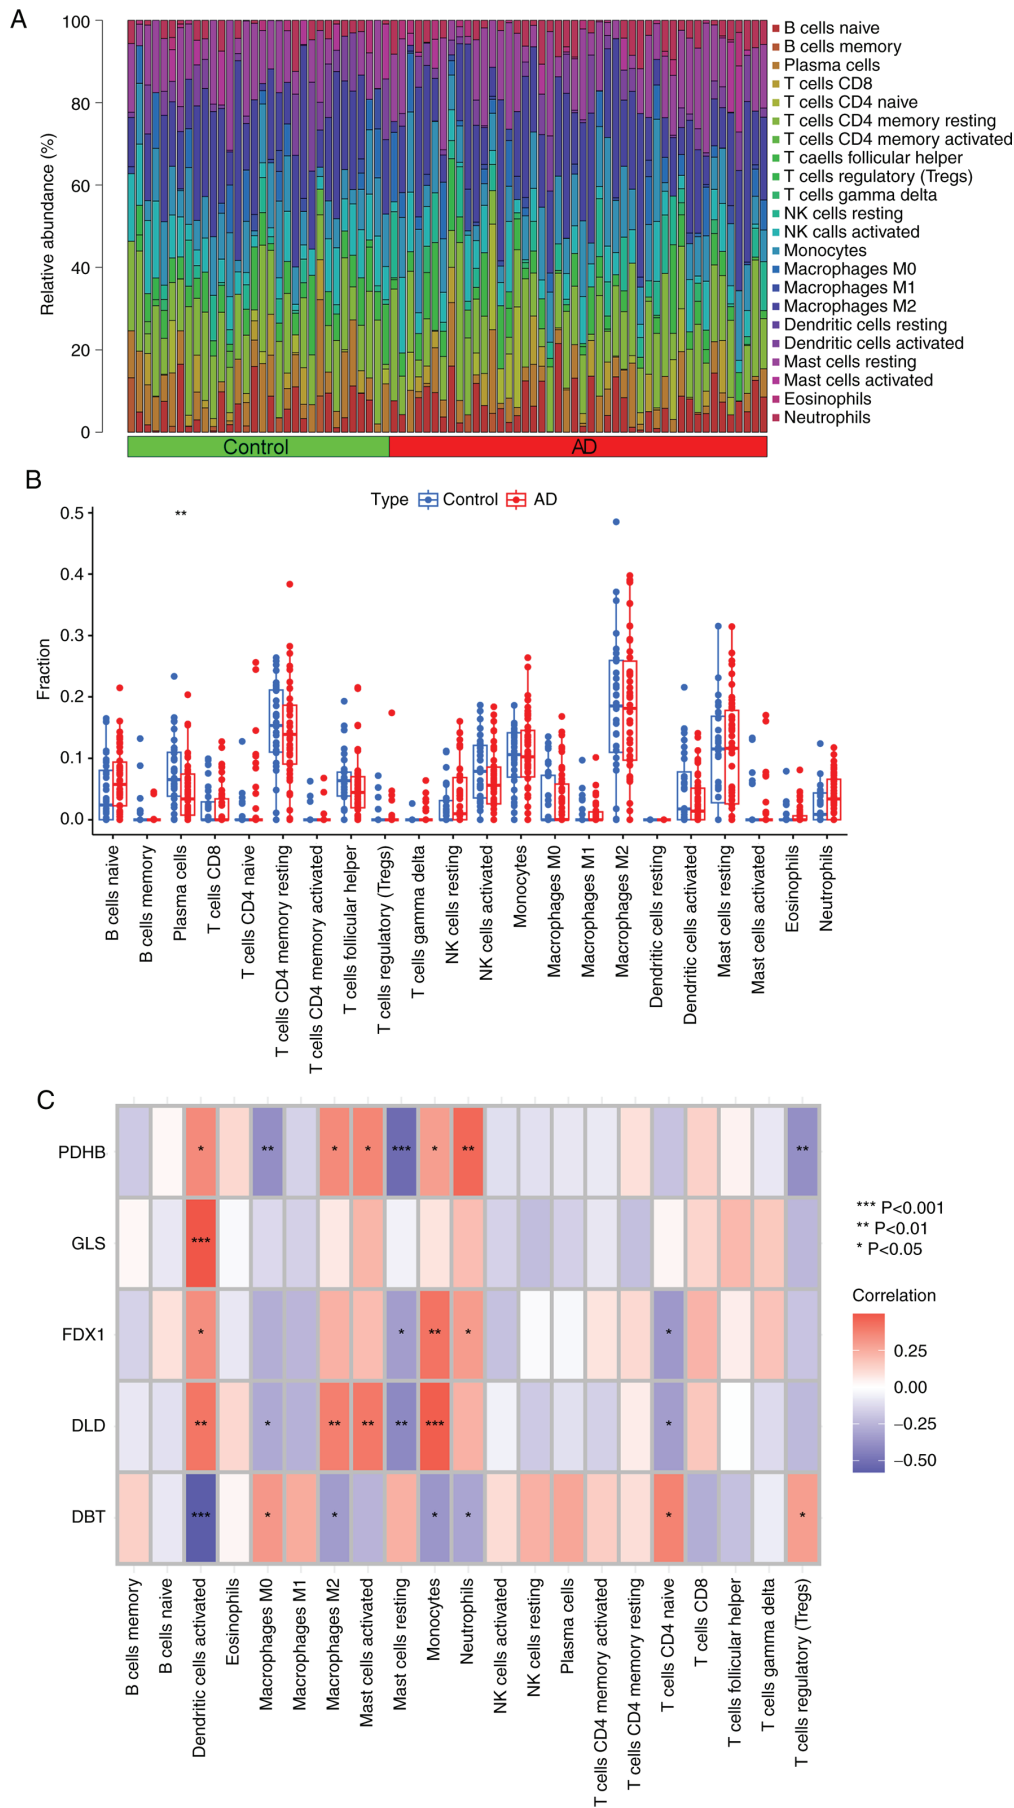 A
100
80
60
40
20
0
Relative abundance (%)
B cells naive
B cells memory
Plasma cells
T cells CD8
T cells CD4 naive
T cells CD4 memory resting
T cells CD4 memory activated
T caells follicular helper
T cells regulatory (Tregs)
T cells gamma delta
NK cells resting
NK calls activated
Monocytes
Macrophages M0
Macrophages M1
Macrophages M2
Dendritic cells resting
Dendritic cells activated
Mast cells resting
Mast cells activated
Eosinophils
Neutrophils
Control
AD
B
Type Control AD
**
0.5
0.4
0.3
0.2
0.1
0.0
Fraction
B cells naive
B cells memory
Plasma cells
T cells CD8
T cells CD4 naive
T cells CD4 memory resting
T cells CD4 memory activated
T cells follicular helper
T cells regulatory (Tregs)
T cells gamma delta
NK cells resting
NK cells activated
Monocytes
Macrophages M0
Macrophages M1
Macrophages M2
Dendritic cells resting
Dendritic cells activated
Mast cells resting
Mast cells activated
Eosinophils
Neutrophils
C
PDHB * ** * * *** * ** **
GLS ***
FDX1 * * ** * *
DLD ** * ** ** ** *** *
DBT *** * * * * * *
*** P<0.001
** P<0.01
* P<0.05
Correlation
0.25
0.00
−0.25
−0.50
B cells memory
B cells naive
Dendritic cells activated
Eosinophils
Macrophages M0
Macrophages M1
Macrophages M2
Mast cells activated
Mast cells resting
Monocytes
Neutrophils
NK cells activated
NK cells resting
Plasma cells
T cells CD4 memory activated
T cells CD4 memory resting
T cells CD4 naive
T cells CD8
T cells follicular helper
T cells gamma delta
T cells regulatory (Tregs)